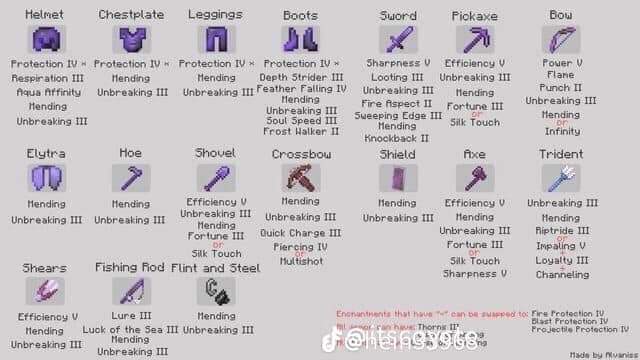 Helmet
Protection IV *
Respiration III
Aqua Affinity
Mending
Unbreaking III
Chestplate
Protection IV *
Mending
Unbreaking III
Leggings
Protection IV *
Mending
Unbreaking III
Boots
Protection IV *
Depth Strider III
Feather Falling IV
Mending
Unbreaking III
Soul Speed III
Frost Walker II
Sword
Sharpness V
Looting III
Unbreaking III
Fire Aspect II
Sweeping Edge III
Mending
Knockback II
Pickaxe
Efficiency V
Unbreaking III
Mending
Fortune III
or
Silk Touch
Bow
Power V
Flame
Punch II
Unbreaking III
Mending
or
Infinity
Elytra
Mending
Unbreaking III
Hoe
Mending
Unbreaking III
Shovel
Efficiency V
Unbreaking III
Mending
Fortune III
or
Silk Touch
Crossbow
Mending
Unbreaking III
Quick Charge III
Piercing IV
or
Multishot
Shield
Mending
Unbreaking III
Axe
Efficiency V
Mending
Unbreaking III
Fortune III
or
Silk Touch
Sharpness V
Trident
Unbreaking III
Mending
Riptide III
or
Impaling V
+
Loyalty III
+
Channeling
Shears
Efficiency V
Mending
Unbreaking III
Fishing Rod
Lure III
Luck of the Sea III
Mending
Unbreaking III
Flint and Steel
Mending
Unbreaking III
Enchantments that have "*" can be swapped to:
Fire Protection IV
Blast Protection IV
Projectile Protection IV
can have: Thorns III
Made by Alvaniss